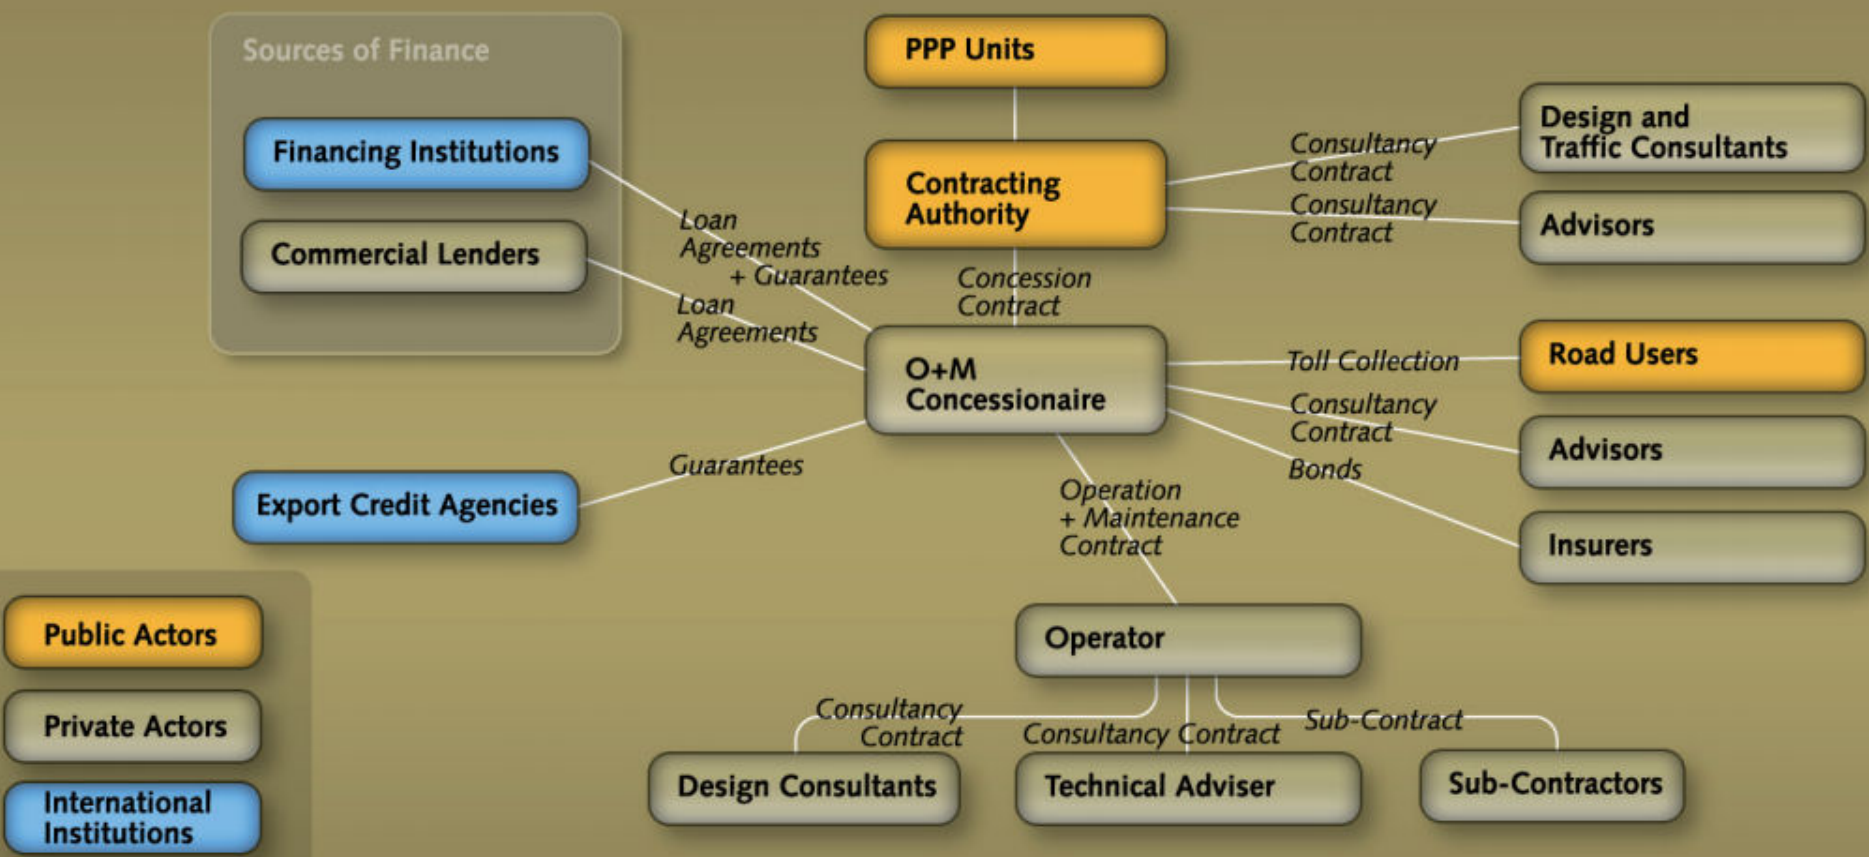 Sources of Finance
Financing Institutions
Commercial Lenders
PPP Units
Contracting
Authority
Consultancy
Contract
Consultancy
Contract
Design and
Traffic Consultants
Advisors
Loan
Agreements
+ Guarantees
Loan
Agreements
Concession
Contract
O+M
Concessionaire
Toll Collection
Consultancy
Contract
Bonds
Road Users
Advisors
Insurers
Guarantees
Export Credit Agencies
Operation
+ Maintenance
Contract
Operator
Consultancy
Contract
Consultancy Contract
Sub-Contract
Design Consultants
Technical Adviser
Sub-Contractors
Public Actors
Private Actors
International
Institutions